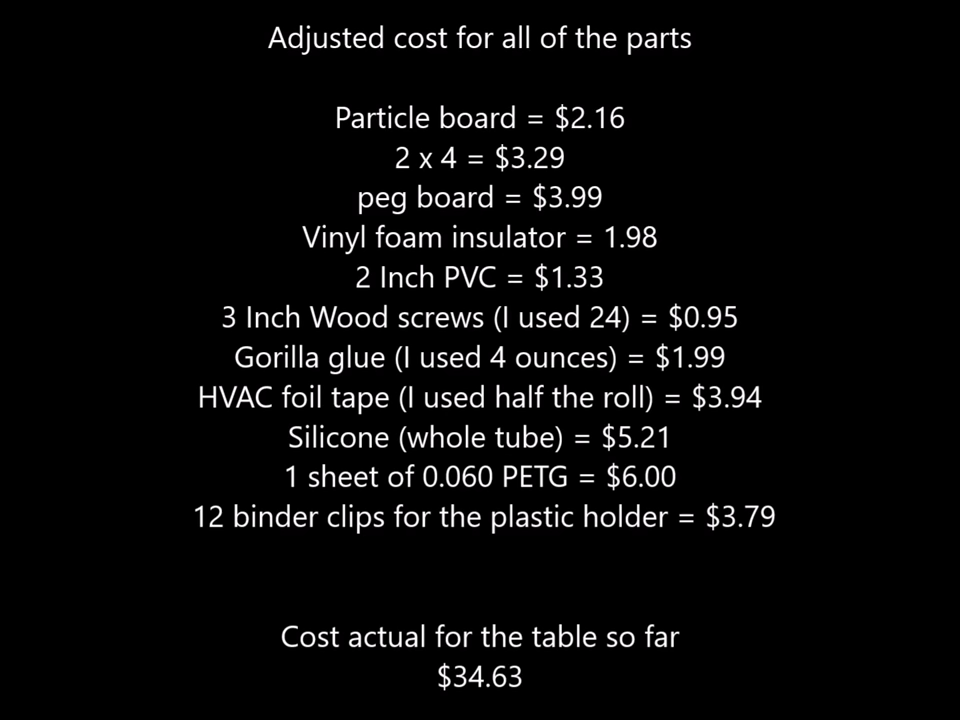 Adjusted cost for all of the parts
Particle board = $2.16
2 x 4 = $3.29
peg board = $3.99
Vinyl foam insulator = 1.98
2 Inch PVC = $1.33
3 Inch Wood screws (I used 24) = $0.95
Gorilla glue (I used 4 ounces) = $1.99
HVAC foil tape (I used half the roll) = $3.94
Silicone (whole tube) = $5.21
1 sheet of 0.060 PETG = $6.00
12 binder clips for the plastic holder = $3.79
Cost actual for the table so far
$34.63